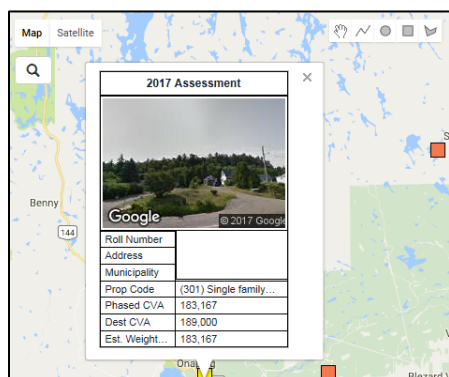 Map Satellite
2017 Assessment
×
Google
© 2017 Google
Roll Number
Address
Municipality
Prop Code (301) Single family...
Phased CVA 183,167
Dest CVA 189,000
Est. Weight... 183,167
Benny
144
S
Blezard V